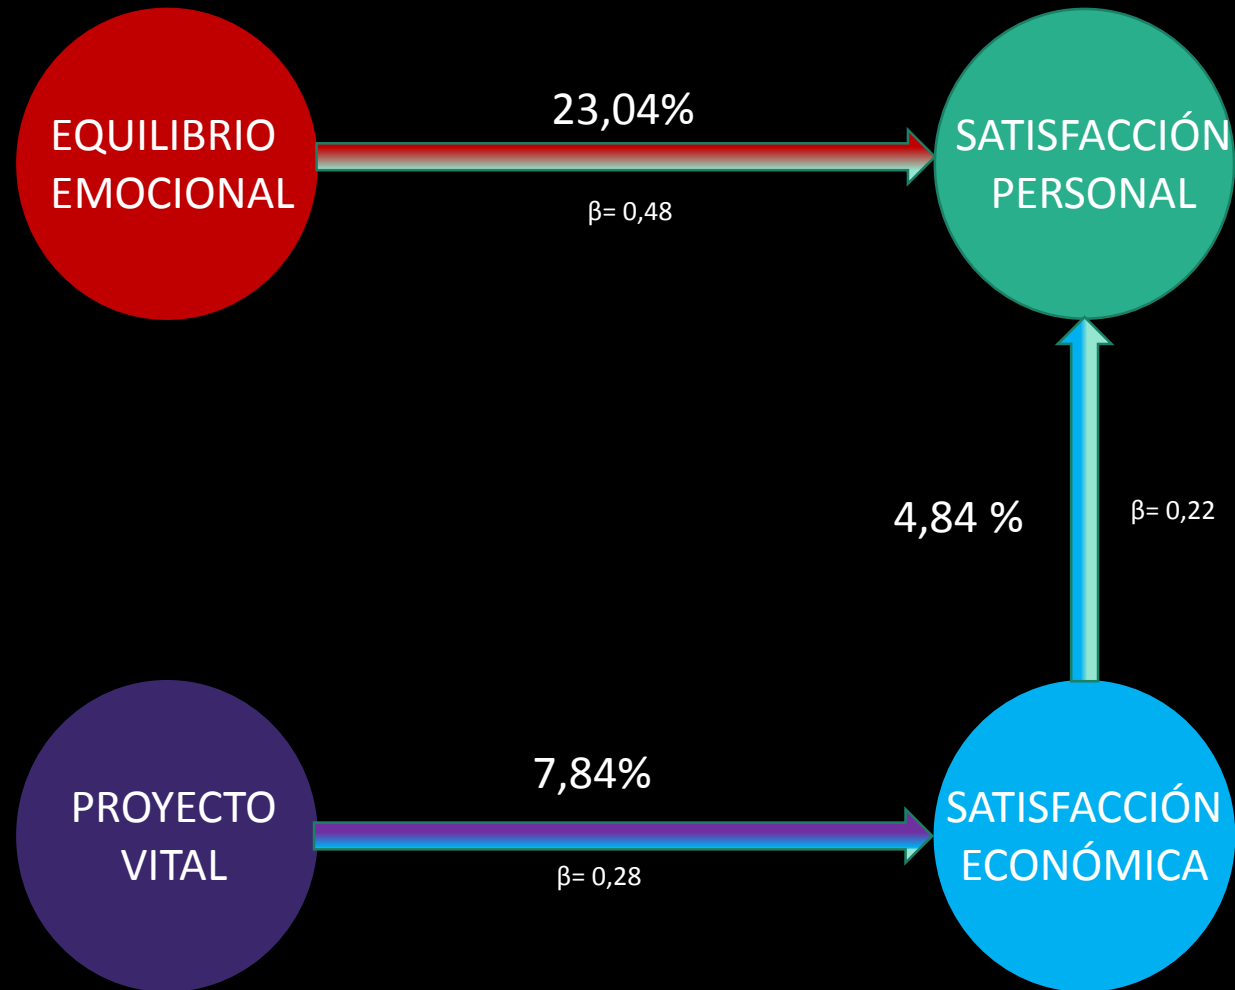 EQUILIBRIO
EMOCIONAL
23,04%
β= 0,48
SATISFACCIÓN
PERSONAL
4,84 %
β= 0,22
PROYECTO
VITAL
7,84%
β= 0,28
SATISFACCIÓN
ECONÓMICA